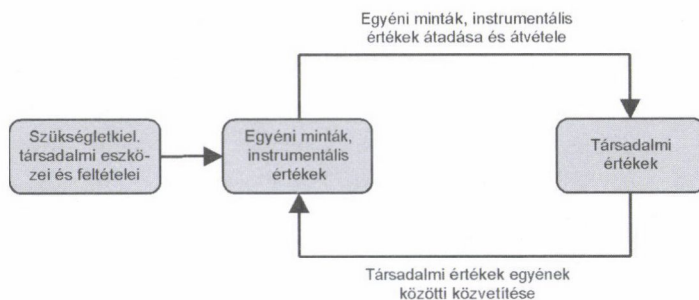 Egyéni minták, instrumentális
értékek átadása és átvétele
Szükségletkiel.
társadalmi eszkö-
zei és feltételei
Egyéni minták,
instrumentális
értékek
Társadalmi
értékek
Társadalmi értékek egyének
közötti közvetítése